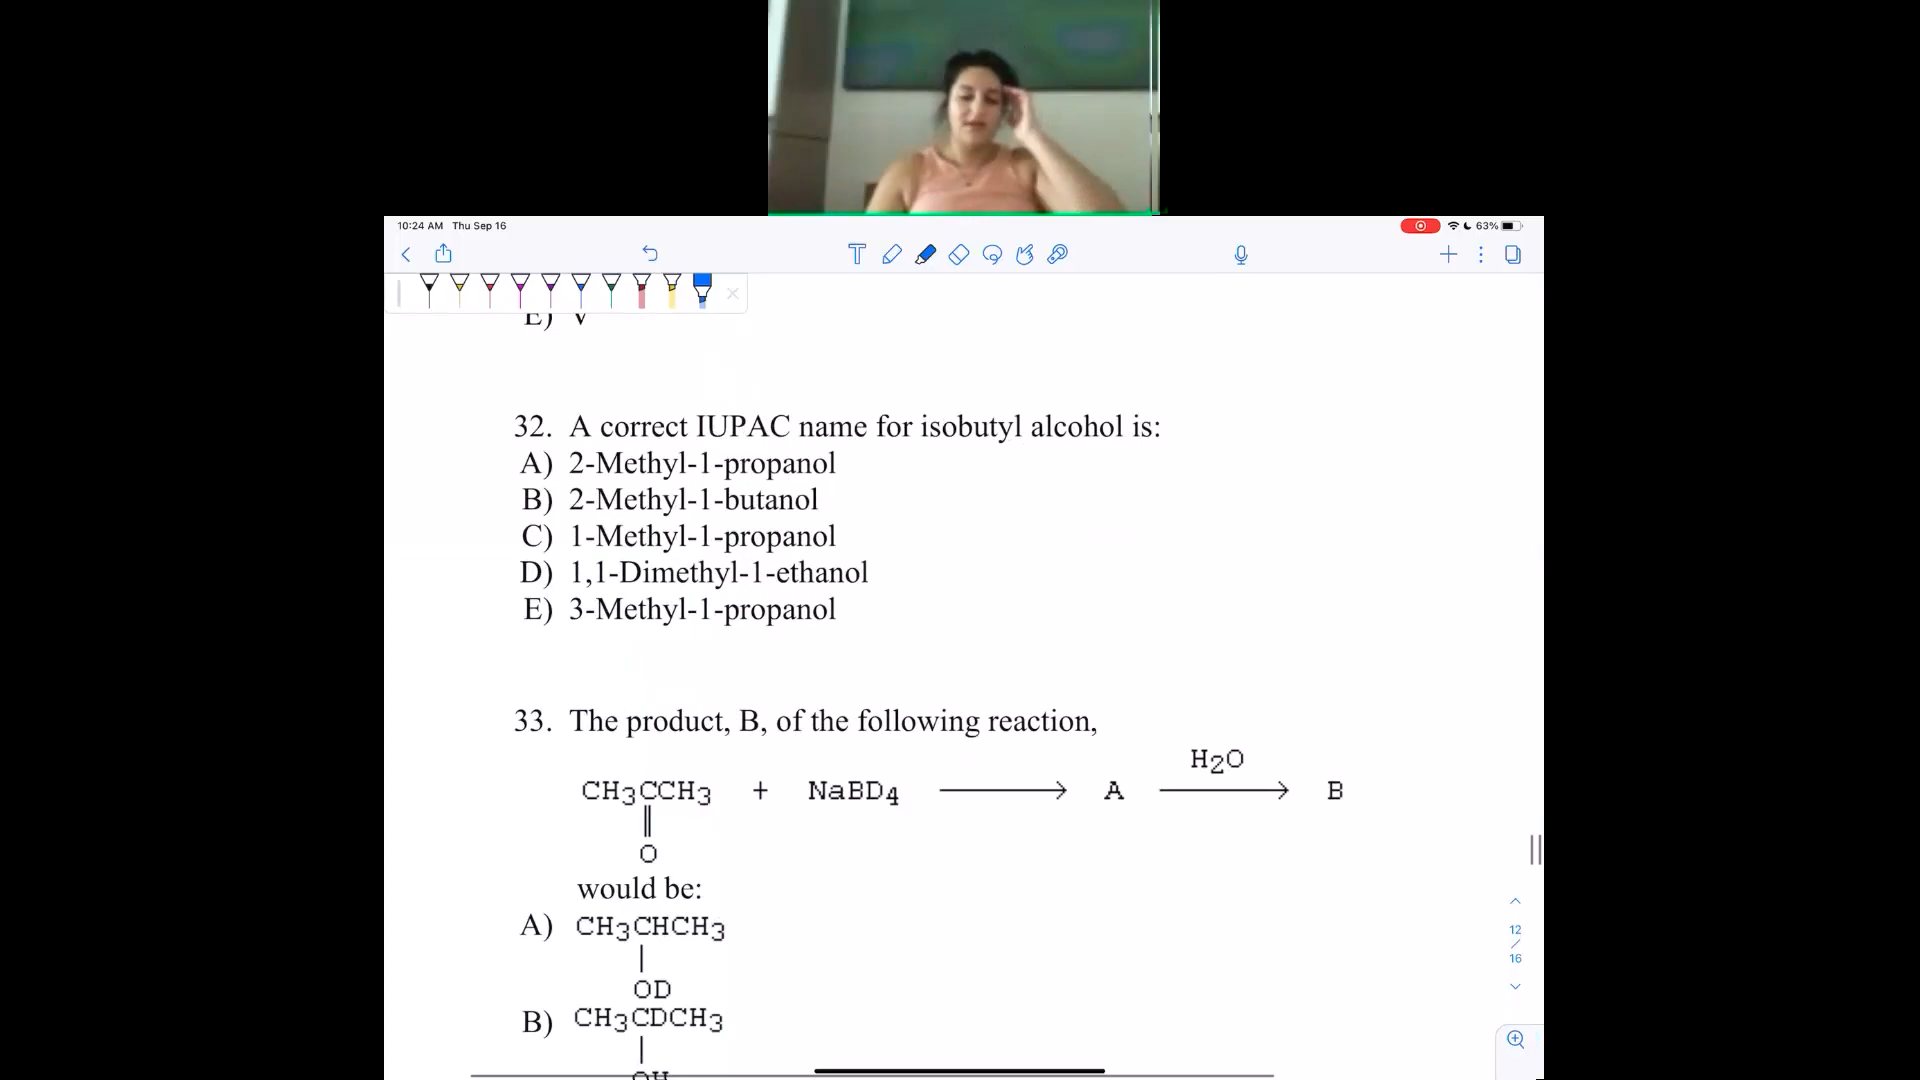 10:24 AM Thu Sep 16
63%
E) V
32. A correct IUPAC name for isobutyl alcohol is:
A) 2-Methyl-1-propanol
B) 2-Methyl-1-butanol
C) 1-Methyl-1-propanol
D) 1,1-Dimethyl-1-ethanol
E) 3-Methyl-1-propanol
33. The product, B, of the following reaction,
H2O
CH3CCH3 + NaBD4 → A → B
O
would be:
A) CH3CHCH3
OD
B) CH3CDCH3
OH
12
/
16